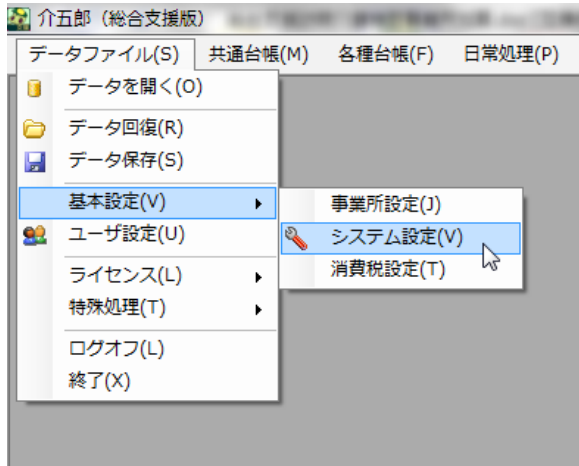 介五郎（総合支援版）
データファイル(S) 共通台帳(M) 各種台帳(F) 日常処理(P)
データを開く(O)
データ回復(R)
データ保存(S)
基本設定(V)
事業所設定(J)
ユーザ設定(U)
システム設定(V)
ライセンス(L)
消費税設定(T)
特殊処理(T)
ログオフ(L)
終了(X)